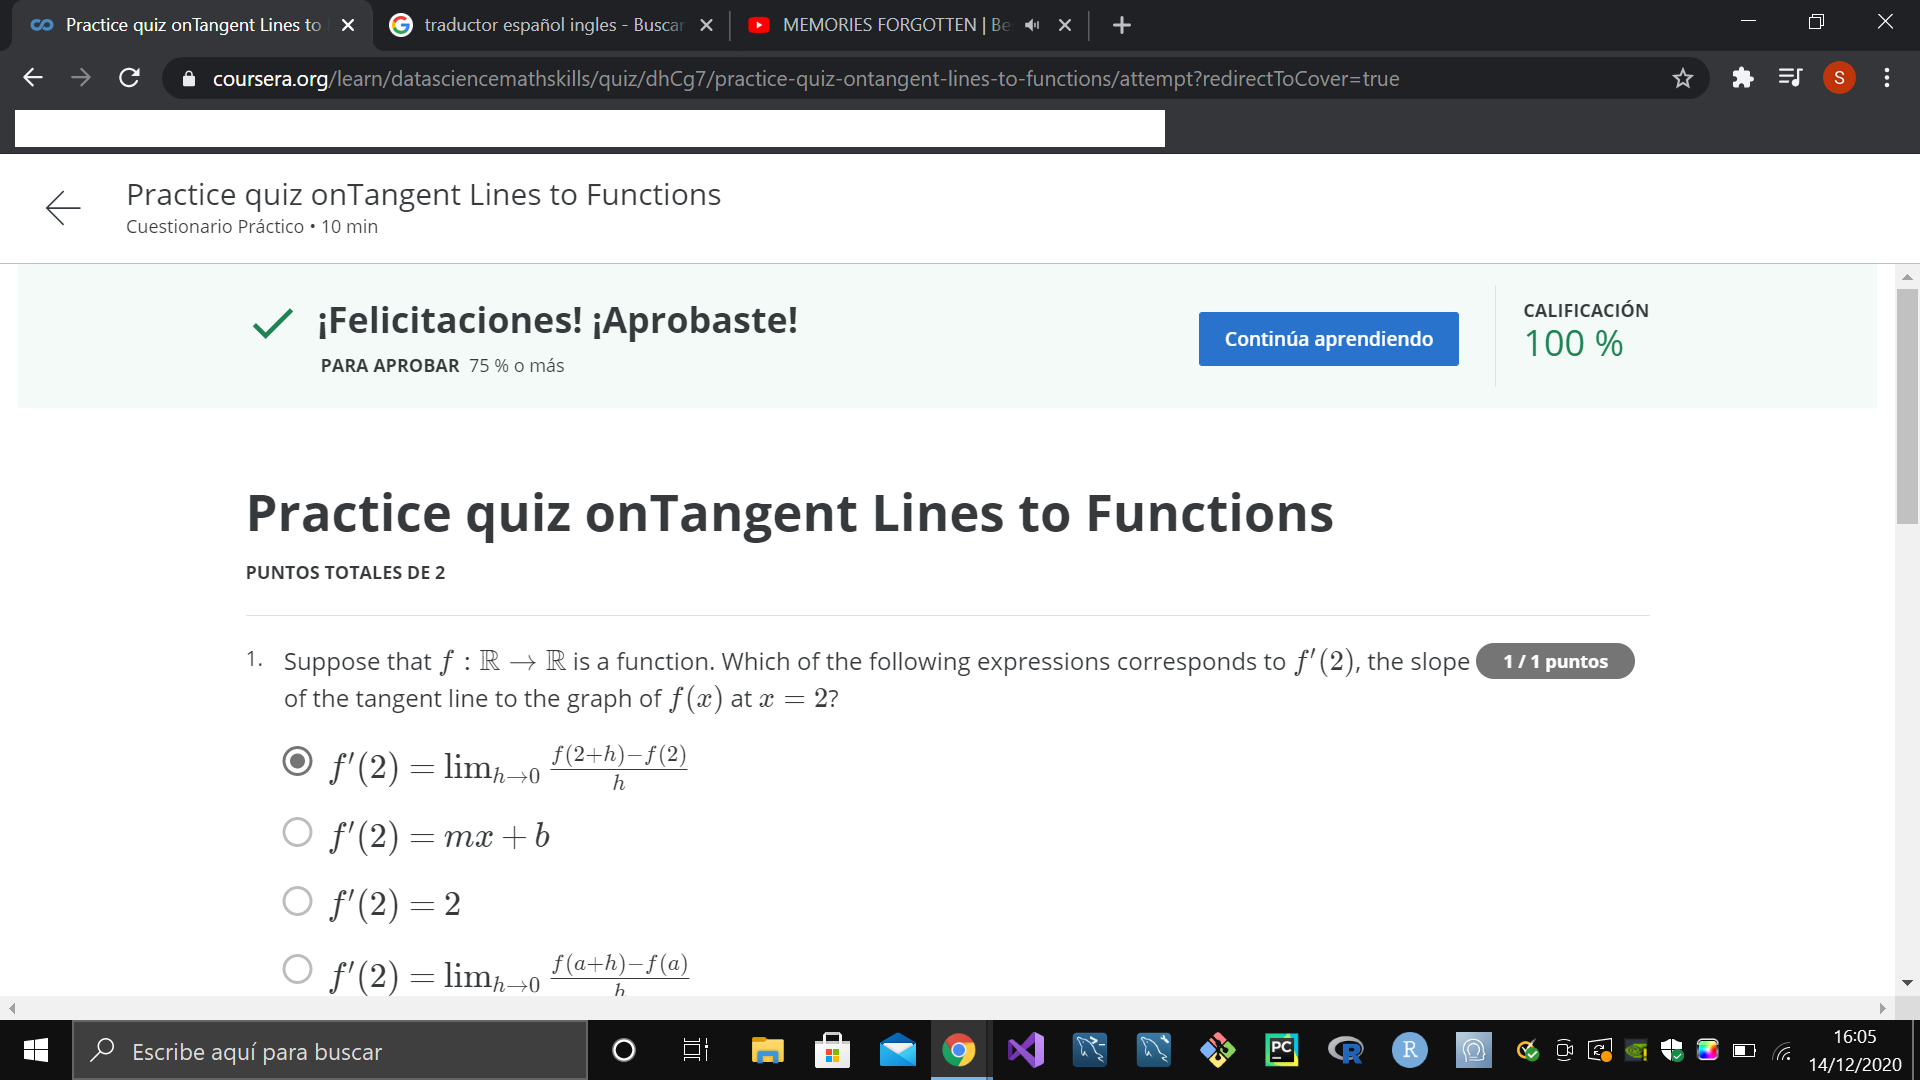 Practice quiz onTangent Lines to
traductor español ingles - Buscar
MEMORIES FORGOTTEN | Be
coursera.org/learn/datasciencemathskills/quiz/dhCg7/practice-quiz-ontangent-lines-to-functions/attempt?redirectToCover=true
S
Practice quiz onTangent Lines to Functions
Cuestionario Práctico • 10 min
¡Felicitaciones! ¡Aprobaste!
PARA APROBAR 75 % o más
Continúa aprendiendo
CALIFICACIÓN
100 %
Practice quiz onTangent Lines to Functions
PUNTOS TOTALES DE 2
1. Suppose that f : ℝ → ℝ is a function. Which of the following expressions corresponds to f′(2), the slope
1 / 1 puntos
of the tangent line to the graph of f(x) at x = 2?
f′(2) = lim_{h→0} \frac{f(2+h)−f(2)}{h}
f′(2) = mx + b
f′(2) = 2
f′(2) = lim_{h→0} \frac{f(a+h)−f(a)}{h}
Escribe aquí para buscar
PC
R
R
16:05
14/12/2020